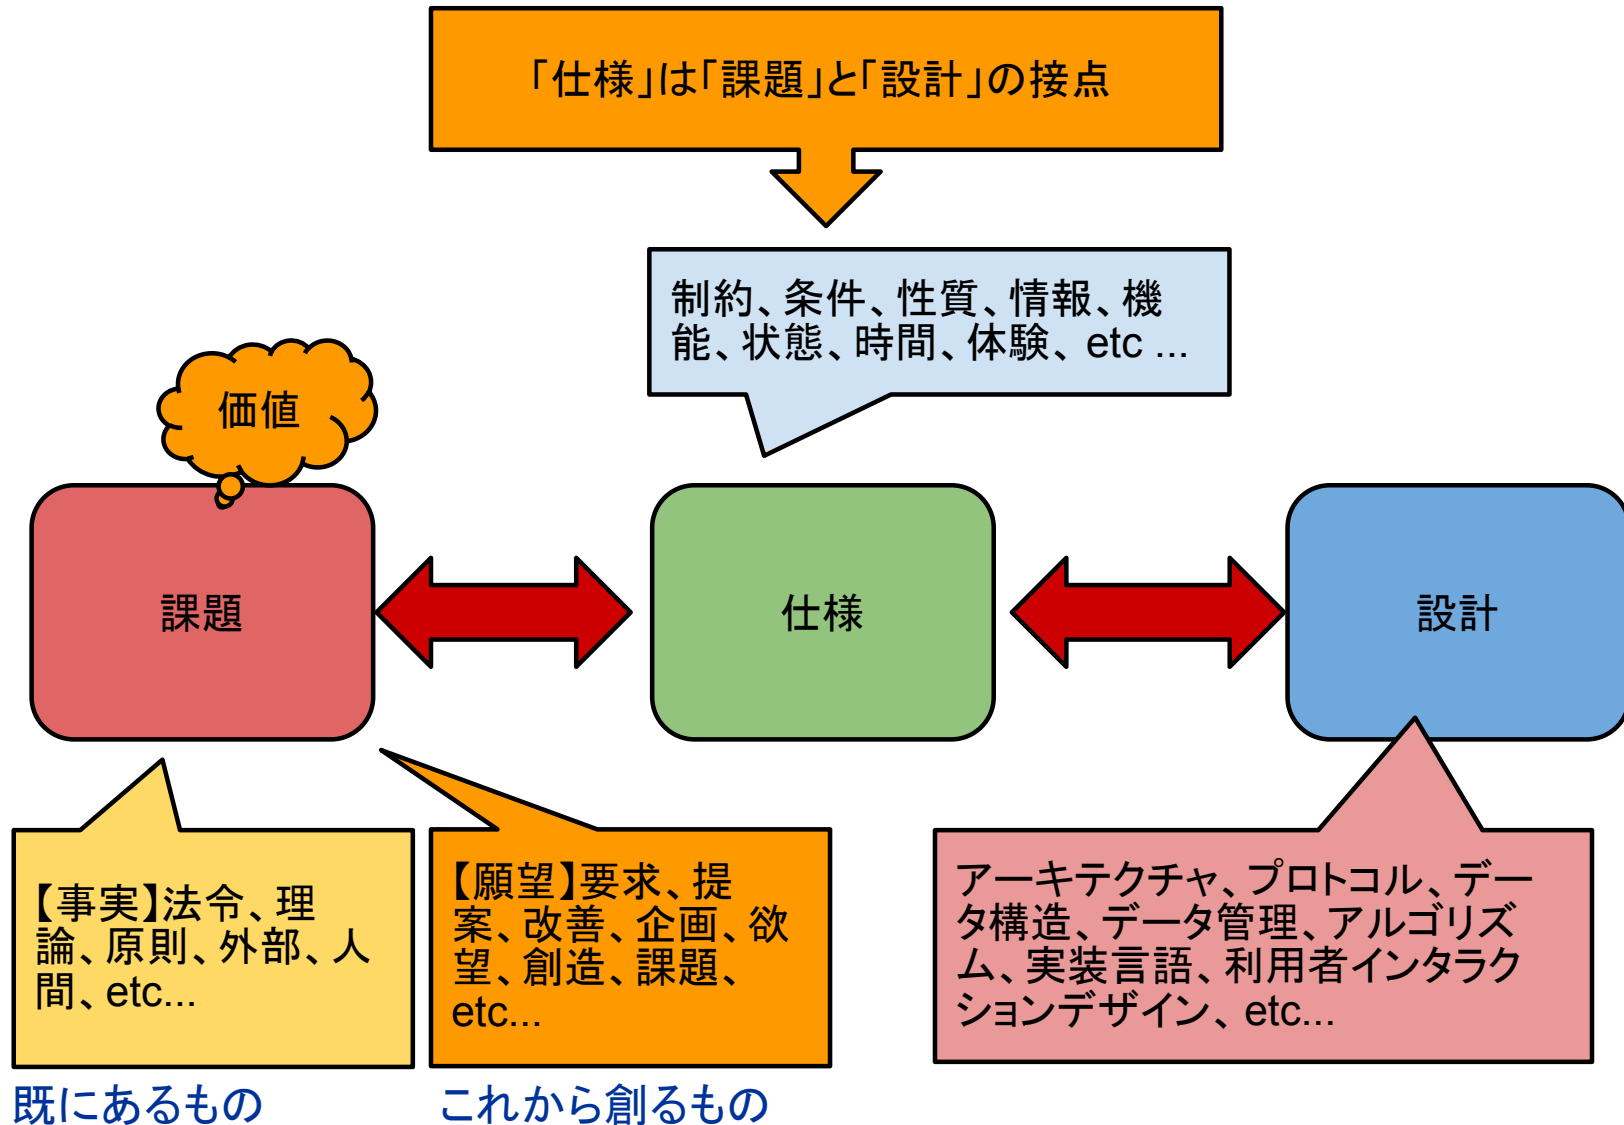 「仕様」は「課題」と「設計」の接点
制約、条件、性質、情報、機
能、状態、時間、体験、etc ...
価値
課題
仕様
設計
【事実】法令、理
論、原則、外部、人
間、etc...
【願望】要求、提
案、改善、企画、欲
望、創造、課題、
etc...
アーキテクチャ、プロトコル、デー
タ構造、データ管理、アルゴリズ
ム、実装言語、利用者インタラク
ションデザイン、etc...
既にあるもの
これから創るもの